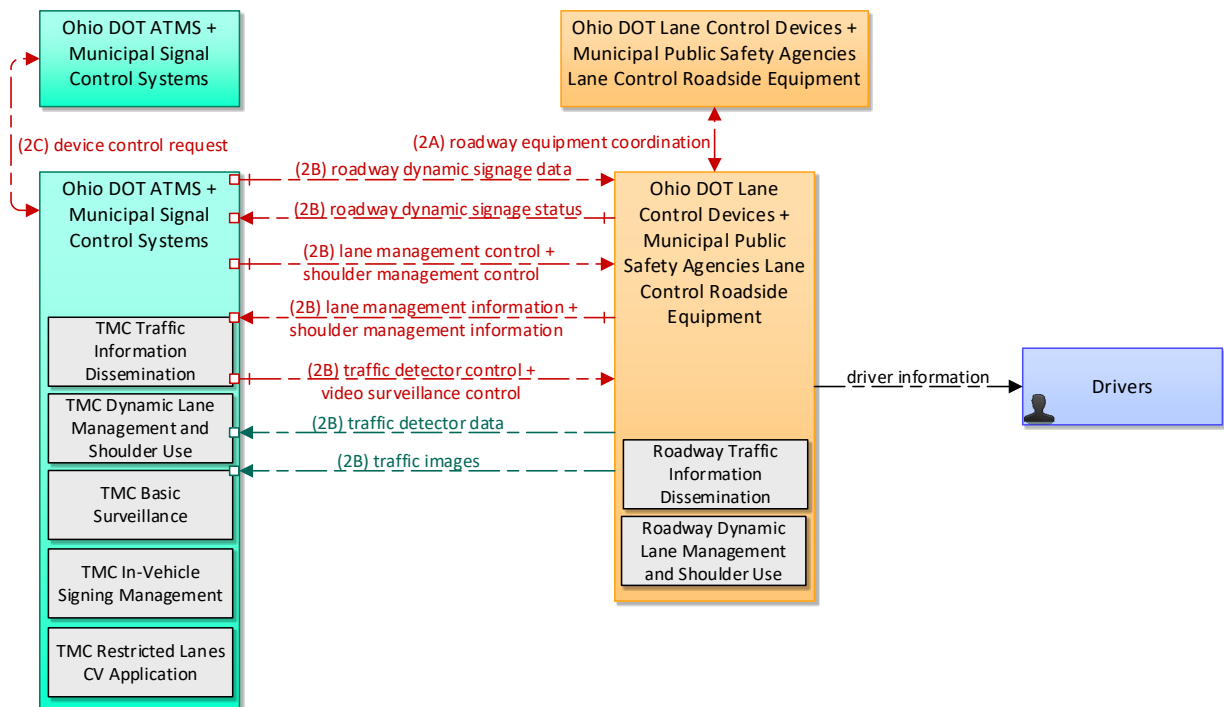 Ohio DOT ATMS +
Municipal Signal
Control Systems
Ohio DOT Lane Control Devices +
Municipal Public Safety Agencies
Lane Control Roadside Equipment
(2C) device control request
(2A) roadway equipment coordination
Ohio DOT ATMS +
Municipal Signal
Control Systems
(2B) roadway dynamic signage data
(2B) roadway dynamic signage status
(2B) lane management control +
shoulder management control
(2B) lane management information +
shoulder management information
(2B) traffic detector control +
video surveillance control
(2B) traffic detector data
(2B) traffic images
Ohio DOT Lane
Control Devices +
Municipal Public
Safety Agencies Lane
Control Roadside
Equipment
driver information
Drivers
TMC Traffic
Information
Dissemination
TMC Dynamic Lane
Management and
Shoulder Use
TMC Basic
Surveillance
TMC In-Vehicle
Signing Management
TMC Restricted Lanes
CV Application
Roadway Traffic
Information
Dissemination
Roadway Dynamic
Lane Management
and Shoulder Use